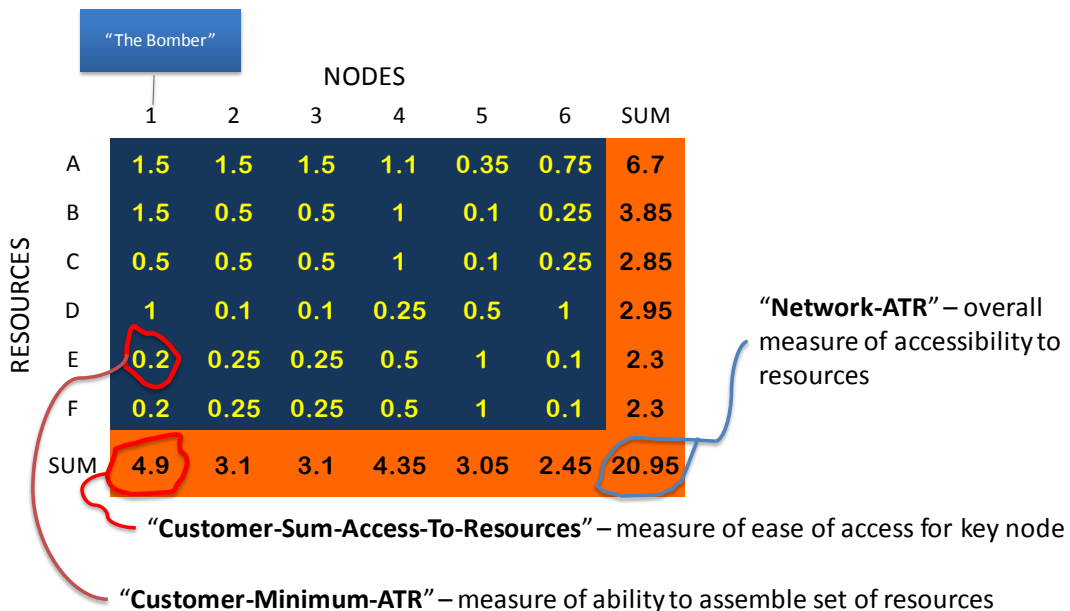 “The Bomber”
NODES
1 2 3 4 5 6 SUM
RESOURCES
A 1.5 1.5 1.5 1.1 0.35 0.75 6.7
B 1.5 0.5 0.5 1 0.1 0.25 3.85
C 0.5 0.5 0.5 1 0.1 0.25 2.85
D 1 0.1 0.1 0.25 0.5 1 2.95
E 0.2 0.25 0.25 0.5 1 0.1 2.3
F 0.2 0.25 0.25 0.5 1 0.1 2.3
SUM 4.9 3.1 3.1 4.35 3.05 2.45 20.95
“Network-ATR” – overall
measure of accessibility to
resources
“Customer-Sum-Access-To-Resources” – measure of ease of access for key node
“Customer-Minimum-ATR” – measure of ability to assemble set of resources